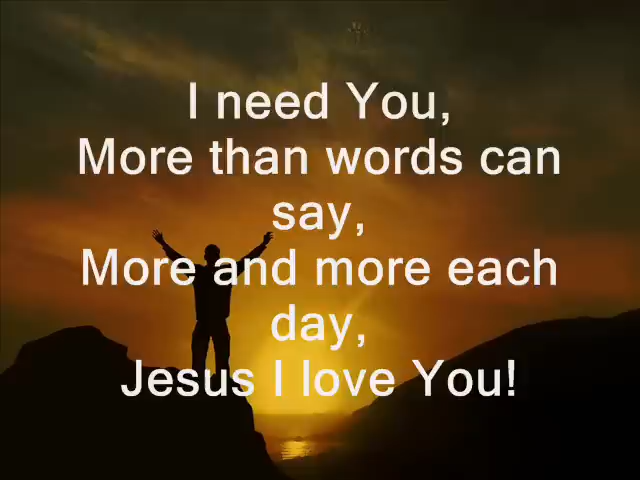 I need You,
More than words can
say,
More and more each
day,
Jesus I love You!